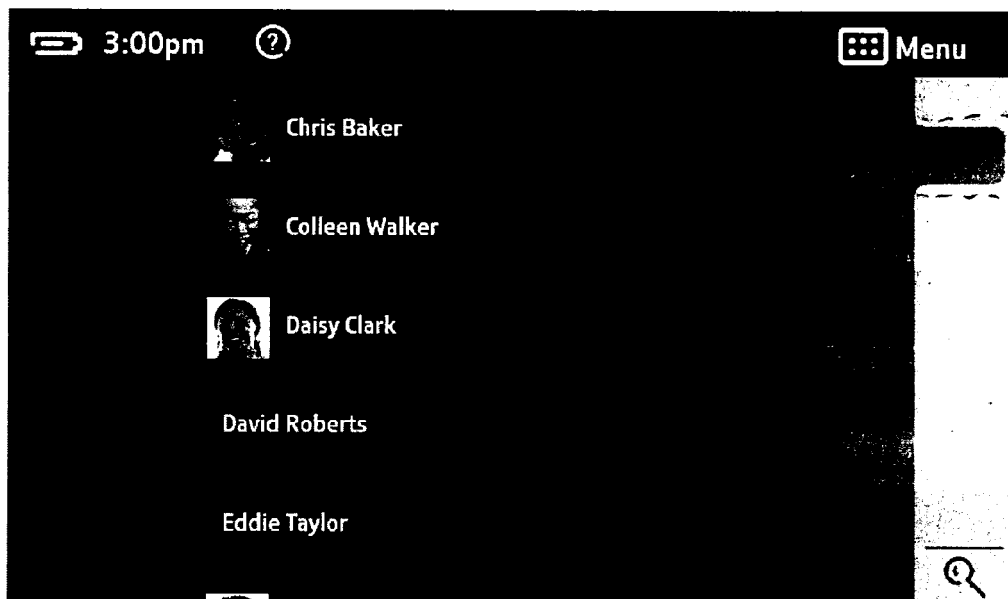 3:00pm ? Menu
Chris Baker
Colleen Walker
Daisy Clark
David Roberts
Eddie Taylor